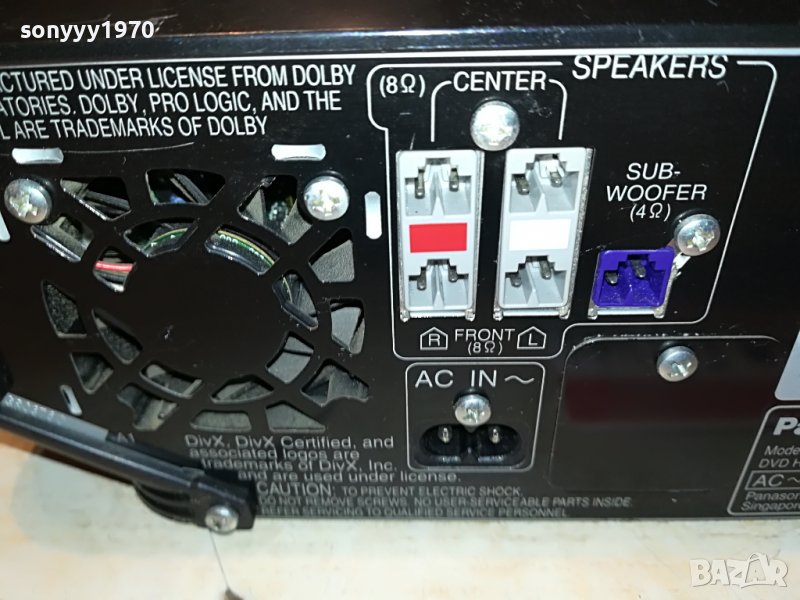 sonyyy1970
CTURED UNDER LICENSE FROM DOLBY
ATORIES. DOLBY, PRO LOGIC, AND THE
L ARE TRADEMARKS OF DOLBY
SPEAKERS
(8Ω) CENTER
SUB-
WOOFER
(4Ω)
R FRONT L
(8Ω)
AC IN ~
A1
DivX, DivX Certified, and
associated logos are
trademarks of DivX, Inc.
and are used under license.
CAUTION: TO PREVENT ELECTRIC SHOCK,
DO NOT REMOVE SCREWS. NO USER-SERVICEABLE PARTS INSIDE.
REFER SERVICING TO QUALIFIED SERVICE PERSONNEL
Pa
Mode
DVD H
AC ~
Panason
Singapor
BAZAR